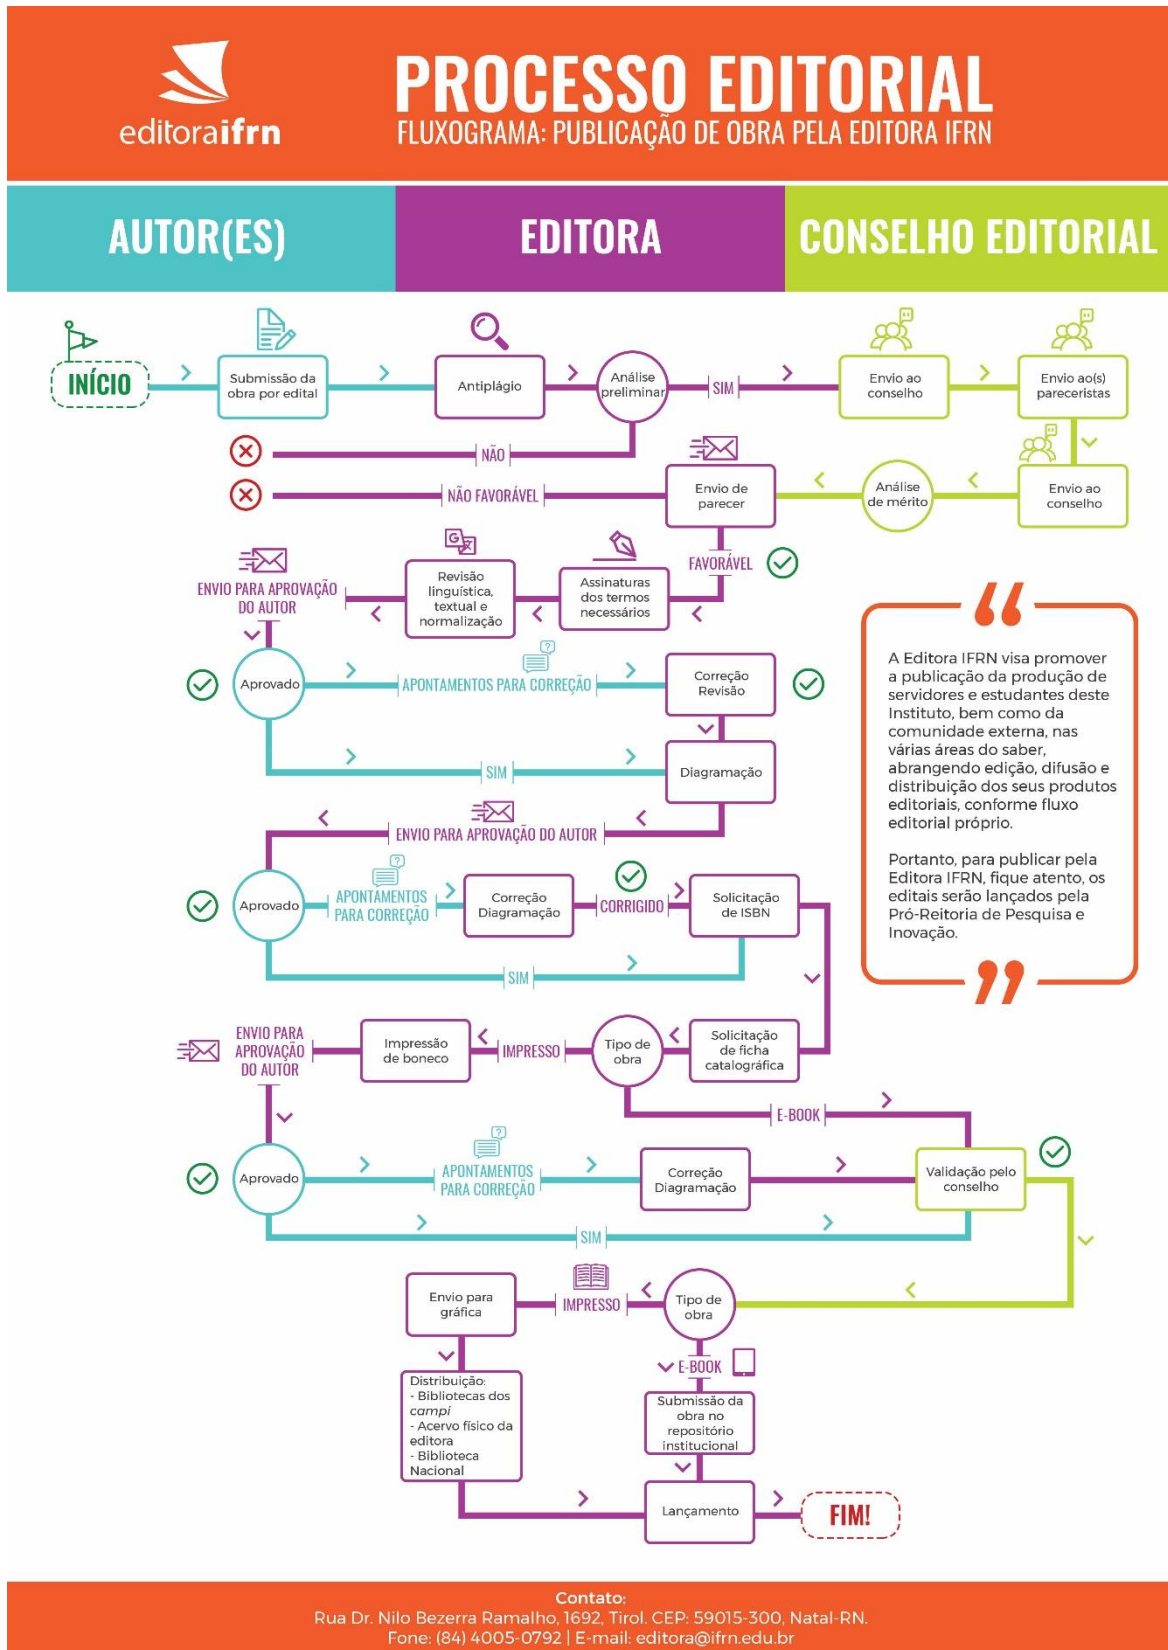 editoraifrn
PROCESSO EDITORIAL
FLUXOGRAMA: PUBLICAÇÃO DE OBRA PELA EDITORA IFRN
AUTOR(ES)
EDITORA
CONSELHO EDITORIAL
INÍCIO
Submissão da
obra por edital
Antiplágio
Análise
preliminar
SIM
Envio ao
conselho
Envio ao(s)
pareceristas
NÃO
NÃO FAVORÁVEL
Envio de
parecer
Análise
de mérito
Envio ao
conselho
FAVORÁVEL
Assinaturas
dos termos
necessários
G
Revisão
linguística,
textual e
normalização
ENVIO PARA APROVAÇÃO
DO AUTOR
Aprovado
APONTAMENTOS PARA CORREÇÃO
?
Correção
Revisão
SIM
Diagramação
ENVIO PARA APROVAÇÃO DO AUTOR
“
A Editora IFRN visa promover
a publicação da produção de
servidores e estudantes deste
Instituto, bem como da
comunidade externa, nas
várias áreas do saber,
abrangendo edição, difusão e
distribuição dos seus produtos
editoriais, conforme fluxo
editorial próprio.
Portanto, para publicar pela
Editora IFRN, fique atento, os
editais serão lançados pela
Pró-Reitoria de Pesquisa e
Inovação.
”
Aprovado
?
APONTAMENTOS
PARA CORREÇÃO
Correção
Diagramação
CORRIGIDO
Solicitação
de ISBN
SIM
Solicitação
de ficha
catalográfica
Tipo de
obra
IMPRESSO
Impressão
de boneco
ENVIO PARA
APROVAÇÃO
DO AUTOR
E-BOOK
Aprovado
?
APONTAMENTOS
PARA CORREÇÃO
Correção
Diagramação
Validação pelo
conselho
SIM
Tipo de
obra
IMPRESSO
Envio para
gráfica
E-BOOK
Distribuição:
- Bibliotecas dos
campi
- Acervo físico da
editora
- Biblioteca
Nacional
Submissão da
obra no
repositório
institucional
Lançamento
FIM!
Contato:
Rua Dr. Nilo Bezerra Ramalho, 1692, Tirol. CEP: 59015-300, Natal-RN.
Fone: (84) 4005-0792 | E-mail: editora@ifrn.edu.br